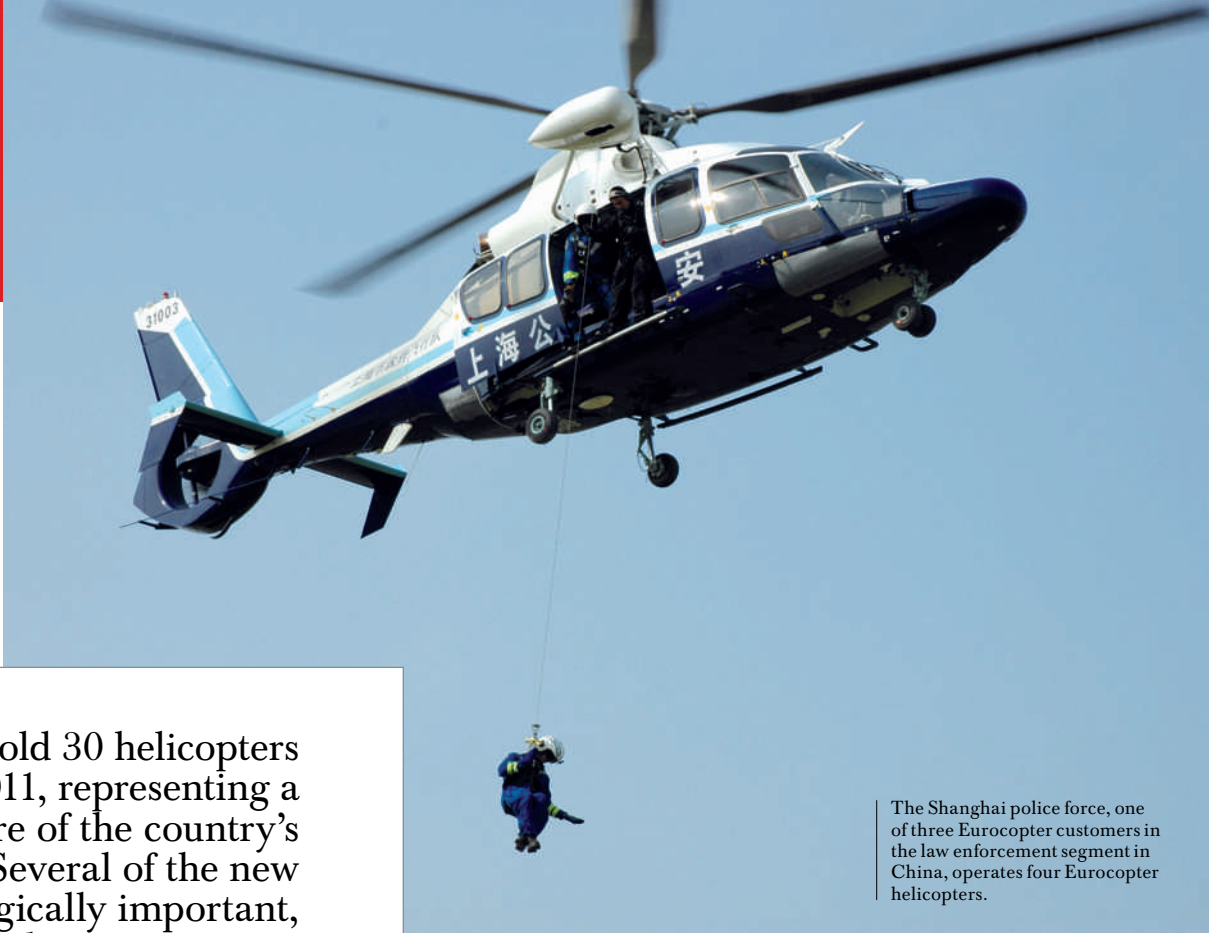 31003
上海公安
old 30 helicopters
11, representing a
re of the country's
Several of the new
gically important,
The Shanghai police force, one
of three Eurocopter customers in
the law enforcement segment in
China, operates four Eurocopter
helicopters.